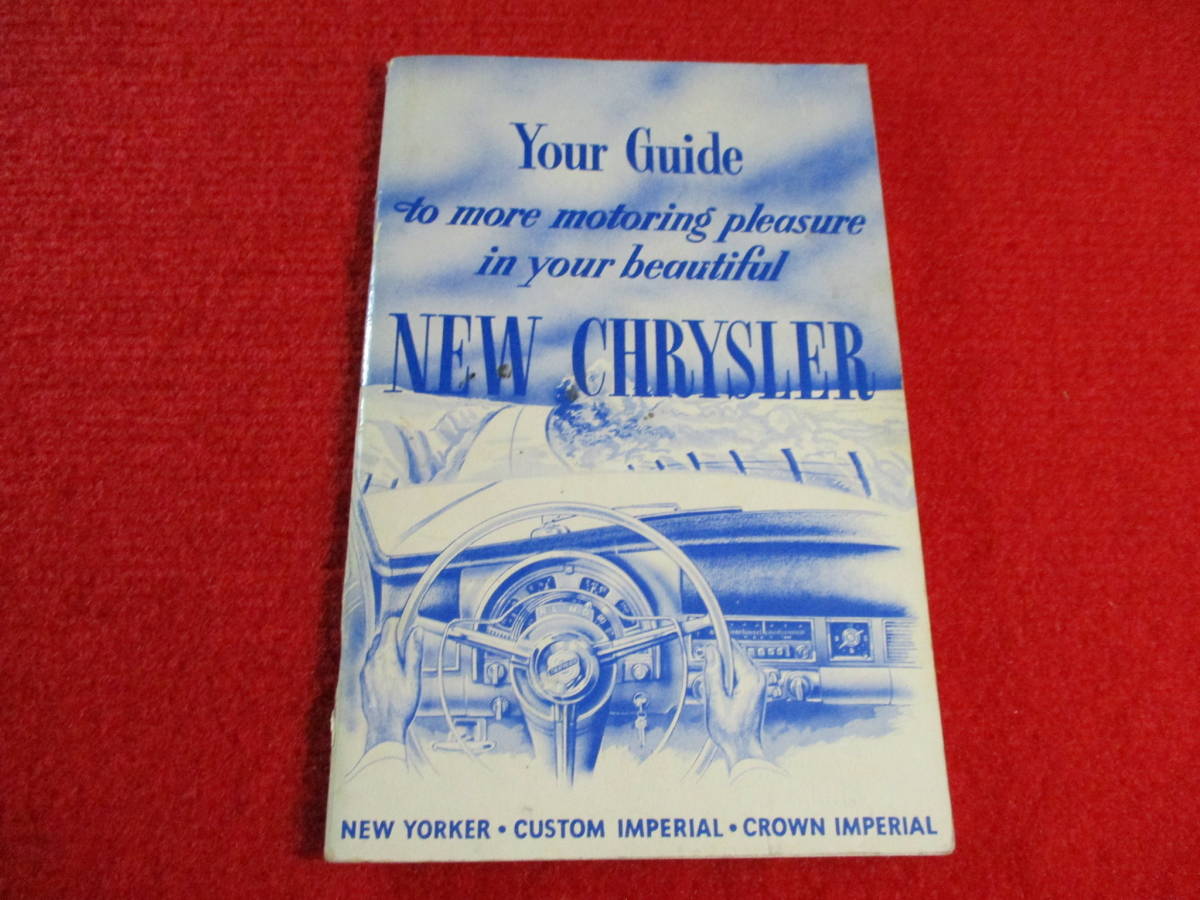 Your Guide
to more motoring pleasure
in your beautiful
NEW CHRYSLER
NEW YORKER • CUSTOM IMPERIAL • CROWN IMPERIAL